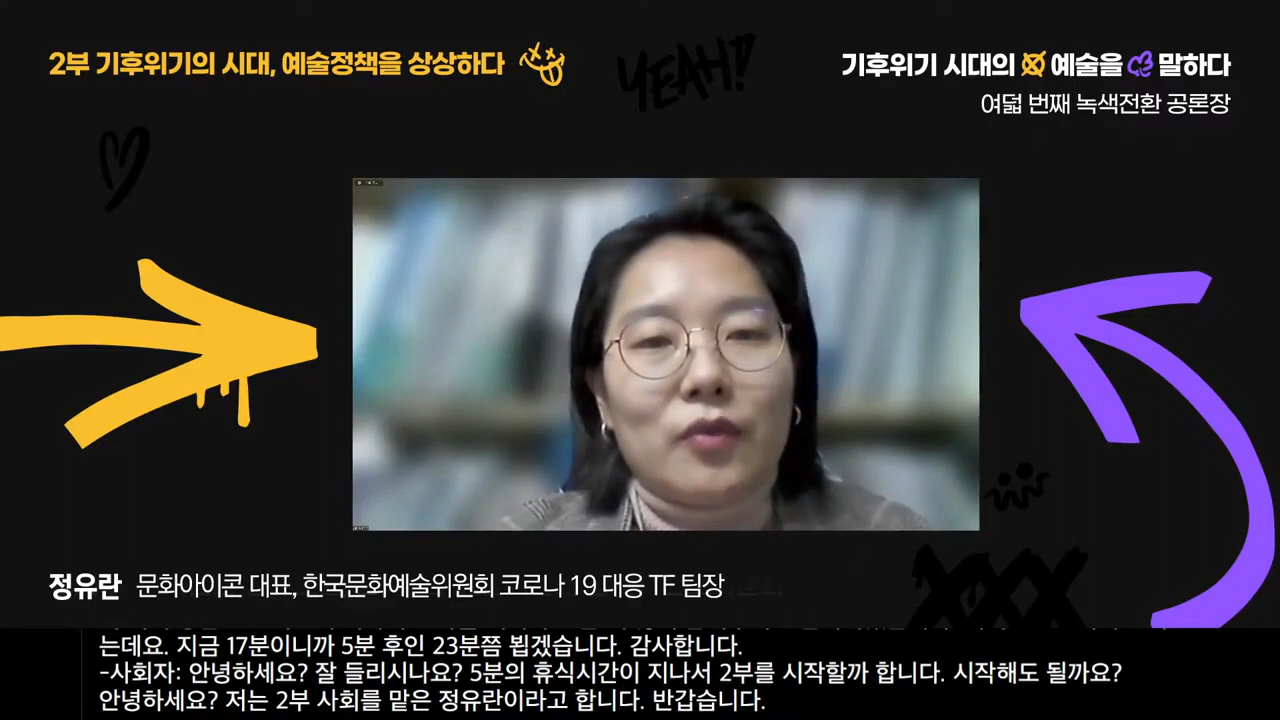 2부 기후위기의 시대, 예술정책을 상상하다
YEAH!
기후위기 시대의 예술을 말하다
여덟 번째 녹색전환 공론장
XXX
정유란 문화아이콘 대표, 한국문화예술위원회 코로나 19 대응 TF 팀장
는데요. 지금 17분이니까 5분 후인 23분쯤 뵙겠습니다. 감사합니다.
-사회자: 안녕하세요? 잘 들리시나요? 5분의 휴식시간이 지나서 2부를 시작할까 합니다. 시작해도 될까요?
안녕하세요? 저는 2부 사회를 맡은 정유란이라고 합니다. 반갑습니다.